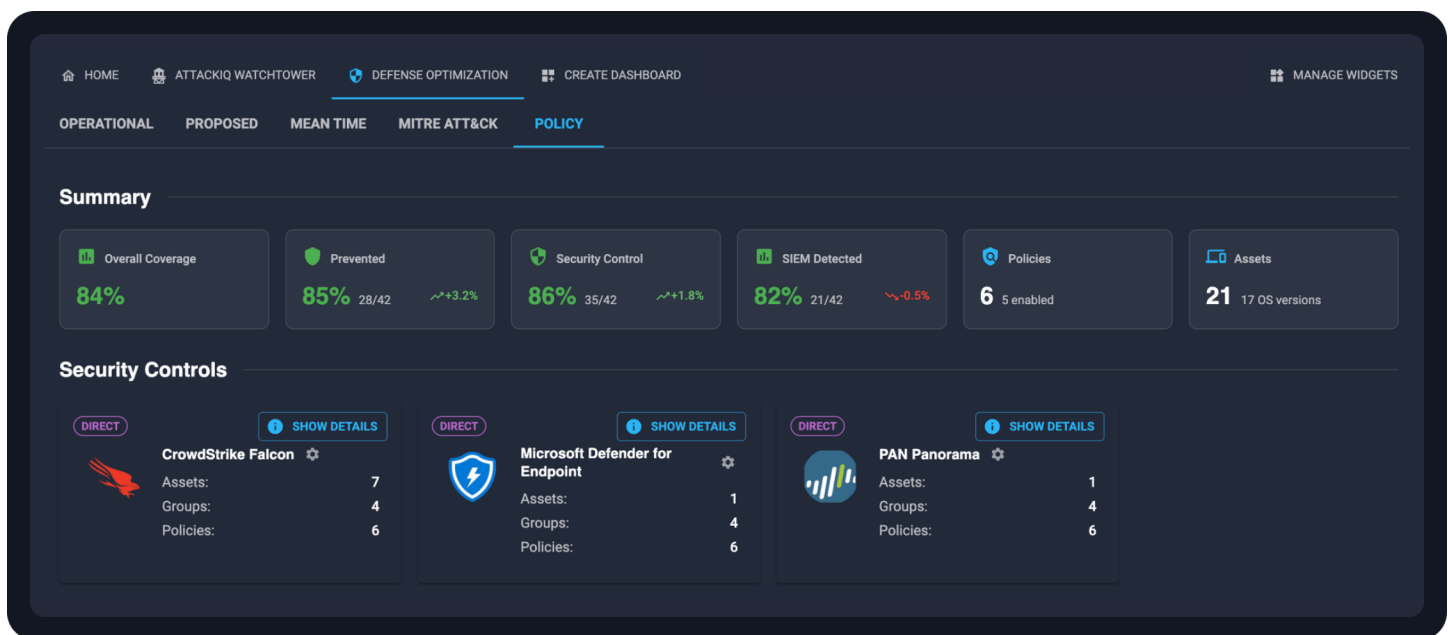 HOME ATTACKIQ WATCHTOWER DEFENSE OPTIMIZATION CREATE DASHBOARD MANAGE WIDGETS
OPERATIONAL PROPOSED MEAN TIME MITRE ATT&CK POLICY
Summary
Overall Coverage
84%
Prevented
85% 28/42 +3.2%
Security Control
86% 35/42 +1.8%
SIEM Detected
82% 21/42 -0.5%
Policies
6 5 enabled
Assets
21 17 OS versions
Security Controls
DIRECT SHOW DETAILS
CrowdStrike Falcon
Assets: 7
Groups: 4
Policies: 6
DIRECT SHOW DETAILS
Microsoft Defender for
Endpoint
Assets: 1
Groups: 4
Policies: 6
DIRECT SHOW DETAILS
PAN Panorama
Assets: 1
Groups: 4
Policies: 6